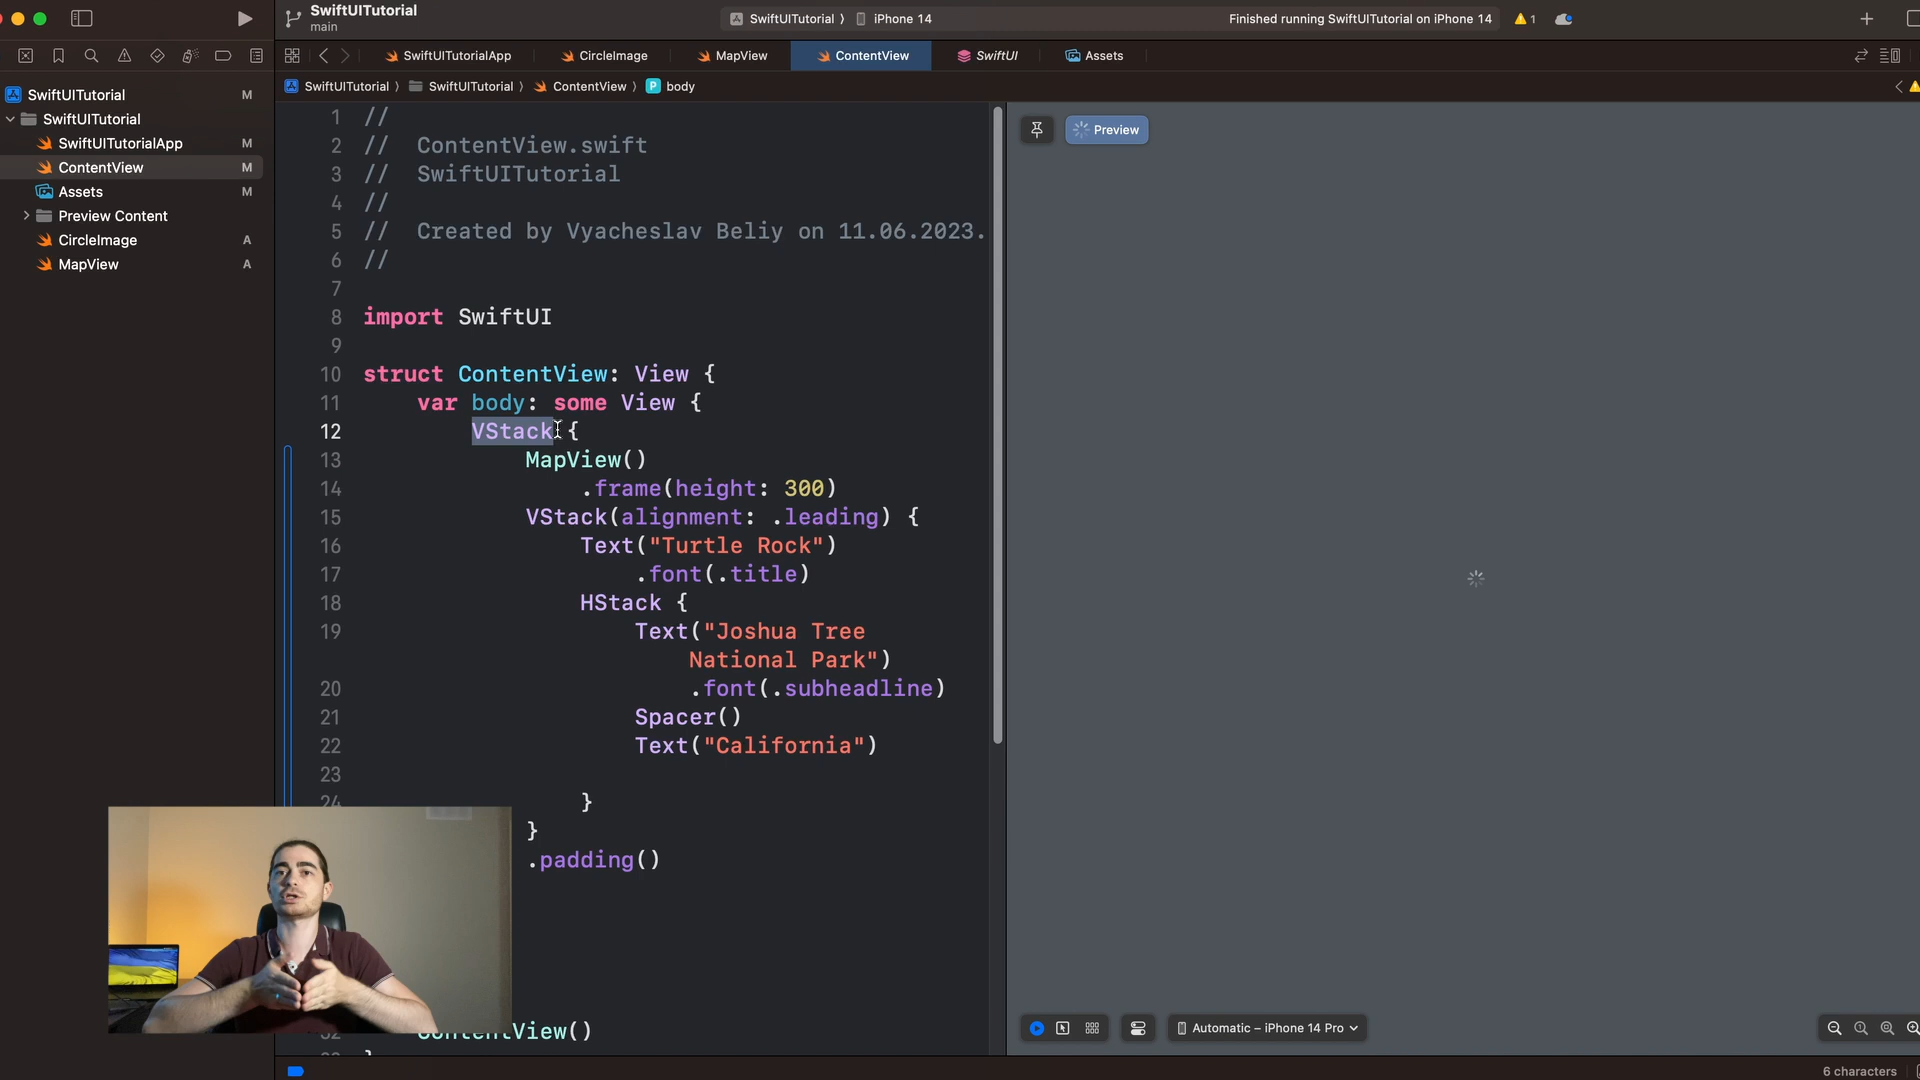 SwiftUITutorial
main
SwiftUITutorial 〉 iPhone 14
Finished running SwiftUITutorial on iPhone 14
1
SwiftUITutorialApp
CircleImage
MapView
ContentView
SwiftUI
Assets
SwiftUITutorial 〉 SwiftUITutorial 〉 ContentView 〉 P body
SwiftUITutorial M
SwiftUITutorial
SwiftUITutorialApp M
ContentView M
Assets M
Preview Content
CircleImage A
MapView A
1 //
2 // ContentView.swift
3 // SwiftUITutorial
4 //
5 // Created by Vyacheslav Beliy on 11.06.2023.
6 //
7
8 import SwiftUI
9
10 struct ContentView: View {
11 var body: some View {
12 VStack {
13 MapView()
14 .frame(height: 300)
15 VStack(alignment: .leading) {
16 Text("Turtle Rock")
17 .font(.title)
18 HStack {
19 Text("Joshua Tree
National Park")
20 .font(.subheadline)
21 Spacer()
22 Text("California")
23
24 }
}
.padding()
ContentView()
Preview
Automatic – iPhone 14 Pro
6 characters